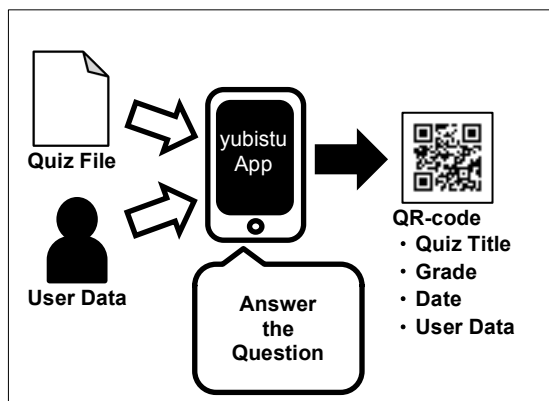 Quiz File
User Data
yubistu
App
Answer
the
Question
QR-code
・Quiz Title
・Grade
・Date
・User Data